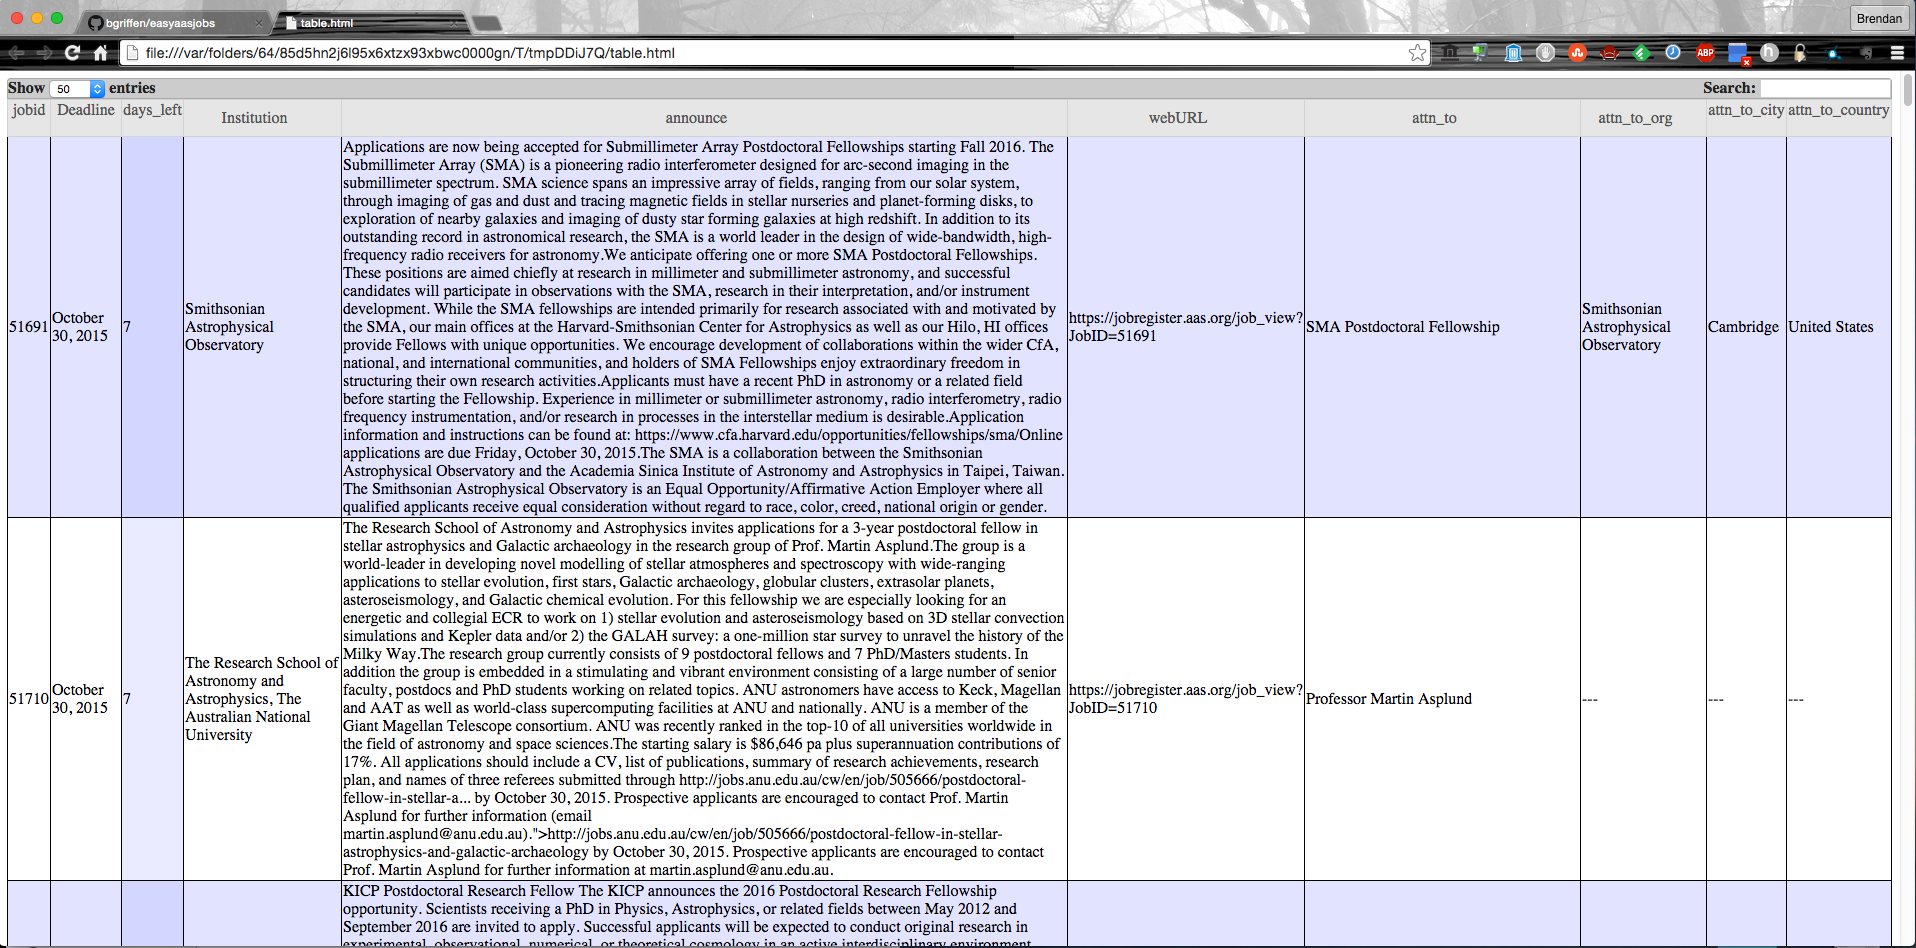 bgriffen/easyaasjobs
table.html
Brendan
file:///var/folders/64/85d5hn2j6l95x6xtzx93xbwc0000gn/T/tmpDDiJ7Q/table.html
ABP
h
Show 50 entries
Search:
jobid Deadline days_left Institution announce webURL attn_to attn_to_org attn_to_city attn_to_country
51691
October
30, 2015
7
Smithsonian
Astrophysical
Observatory
Applications are now being accepted for Submillimeter Array Postdoctoral Fellowships starting Fall 2016. The
Submillimeter Array (SMA) is a pioneering radio interferometer designed for arc-second imaging in the
submillimeter spectrum. SMA science spans an impressive array of fields, ranging from our solar system,
through imaging of gas and dust and tracing magnetic fields in stellar nurseries and planet-forming disks, to
exploration of nearby galaxies and imaging of dusty star forming galaxies at high redshift. In addition to its
outstanding record in astronomical research, the SMA is a world leader in the design of wide-bandwidth, high-
frequency radio receivers for astronomy.We anticipate offering one or more SMA Postdoctoral Fellowships.
These positions are aimed chiefly at research in millimeter and submillimeter astronomy, and successful
candidates will participate in observations with the SMA, research in their interpretation, and/or instrument
development. While the SMA fellowships are intended primarily for research associated with and motivated by
the SMA, our main offices at the Harvard-Smithsonian Center for Astrophysics as well as our Hilo, HI offices
provide Fellows with unique opportunities. We encourage development of collaborations within the wider CfA,
national, and international communities, and holders of SMA Fellowships enjoy extraordinary freedom in
structuring their own research activities.Applicants must have a recent PhD in astronomy or a related field
before starting the Fellowship. Experience in millimeter or submillimeter astronomy, radio interferometry, radio
frequency instrumentation, and/or research in processes in the interstellar medium is desirable.Application
information and instructions can be found at: https://www.cfa.harvard.edu/opportunities/fellowships/sma/Online
applications are due Friday, October 30, 2015.The SMA is a collaboration between the Smithsonian
Astrophysical Observatory and the Academia Sinica Institute of Astronomy and Astrophysics in Taipei, Taiwan.
The Smithsonian Astrophysical Observatory is an Equal Opportunity/Affirmative Action Employer where all
qualified applicants receive equal consideration without regard to race, color, creed, national origin or gender.
https://jobregister.aas.org/job_view?
JobID=51691
SMA Postdoctoral Fellowship
Smithsonian
Astrophysical
Observatory
Cambridge
United States
51710
October
30, 2015
7
The Research School of
Astronomy and
Astrophysics, The
Australian National
University
The Research School of Astronomy and Astrophysics invites applications for a 3-year postdoctoral fellow in
stellar astrophysics and Galactic archaeology in the research group of Prof. Martin Asplund.The group is a
world-leader in developing novel modelling of stellar atmospheres and spectroscopy with wide-ranging
applications to stellar evolution, first stars, Galactic archaeology, globular clusters, extrasolar planets,
asteroseismology, and Galactic chemical evolution. For this fellowship we are especially looking for an
energetic and collegial ECR to work on 1) stellar evolution and asteroseismology based on 3D stellar convection
simulations and Kepler data and/or 2) the GALAH survey: a one-million star survey to unravel the history of the
Milky Way.The research group currently consists of 9 postdoctoral fellows and 7 PhD/Masters students. In
addition the group is embedded in a stimulating and vibrant environment consisting of a large number of senior
faculty, postdocs and PhD students working on related topics. ANU astronomers have access to Keck, Magellan
and AAT as well as world-class supercomputing facilities at ANU and nationally. ANU is a member of the
Giant Magellan Telescope consortium. ANU was recently ranked in the top-10 of all universities worldwide in
the field of astronomy and space sciences.The starting salary is $86,646 pa plus superannuation contributions of
17%. All applications should include a CV, list of publications, summary of research achievements, research
plan, and names of three referees submitted through http://jobs.anu.edu.au/cw/en/job/505666/postdoctoral-
fellow-in-stellar-a... by October 30, 2015. Prospective applicants are encouraged to contact Prof. Martin
Asplund for further information (email
martin.asplund@anu.edu.au).">http://jobs.anu.edu.au/cw/en/job/505666/postdoctoral-fellow-in-stellar-
astrophysics-and-galactic-archaeology by October 30, 2015. Prospective applicants are encouraged to contact
Prof. Martin Asplund for further information at martin.asplund@anu.edu.au.
https://jobregister.aas.org/job_view?
JobID=51710
Professor Martin Asplund
---
---
---
KICP Postdoctoral Research Fellow The KICP announces the 2016 Postdoctoral Research Fellowship
opportunity. Scientists receiving a PhD in Physics, Astrophysics, or related fields between May 2012 and
September 2016 are invited to apply. Successful applicants will be expected to conduct original research in
experimental, observational, numerical, or theoretical cosmology in an active interdisciplinary environment